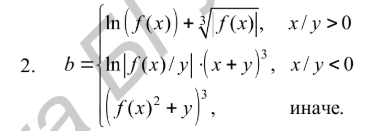 ln(f(x)) + ∛|f(x)|, x / y > 0
2. b = { ln|f(x) / y| · (x + y)³, x / y < 0
(f(x)² + y)³, иначе.